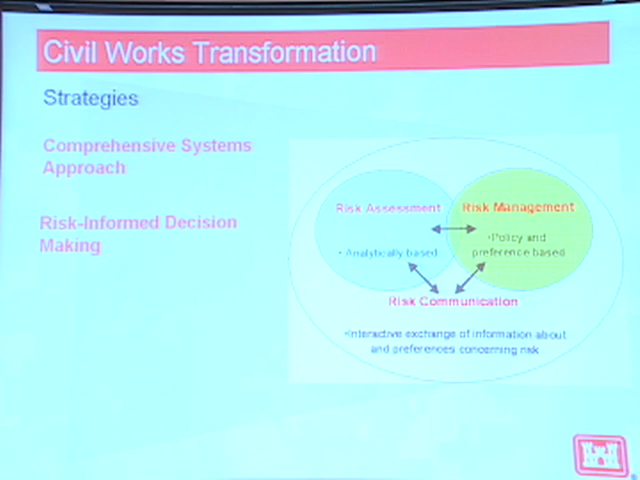 Civil Works Transformation
Strategies
Comprehensive Systems
Approach
Risk-Informed Decision
Making
Risk Assessment
Risk Management
•Policy and
preference based
• Analytically based
Risk Communication
•Interactive exchange of information about
and preferences concerning risk